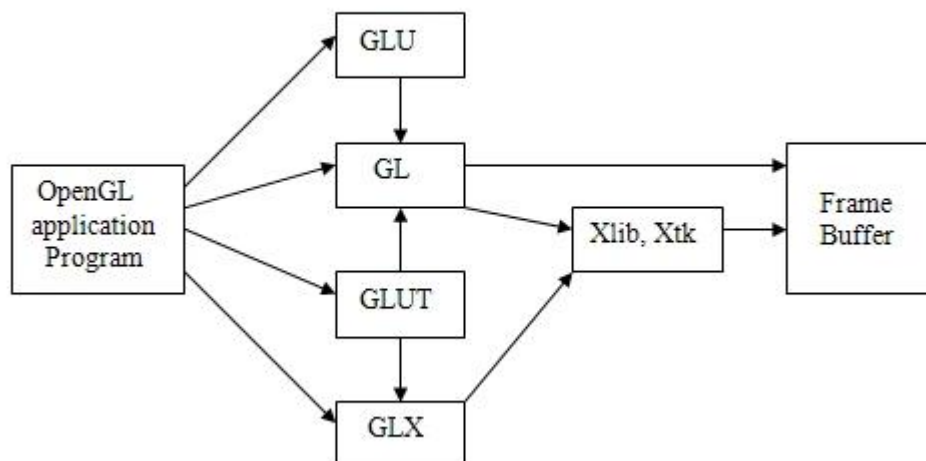 GLU
OpenGL
application
Program
GL
Xlib, Xtk
Frame
Buffer
GLUT
GLX